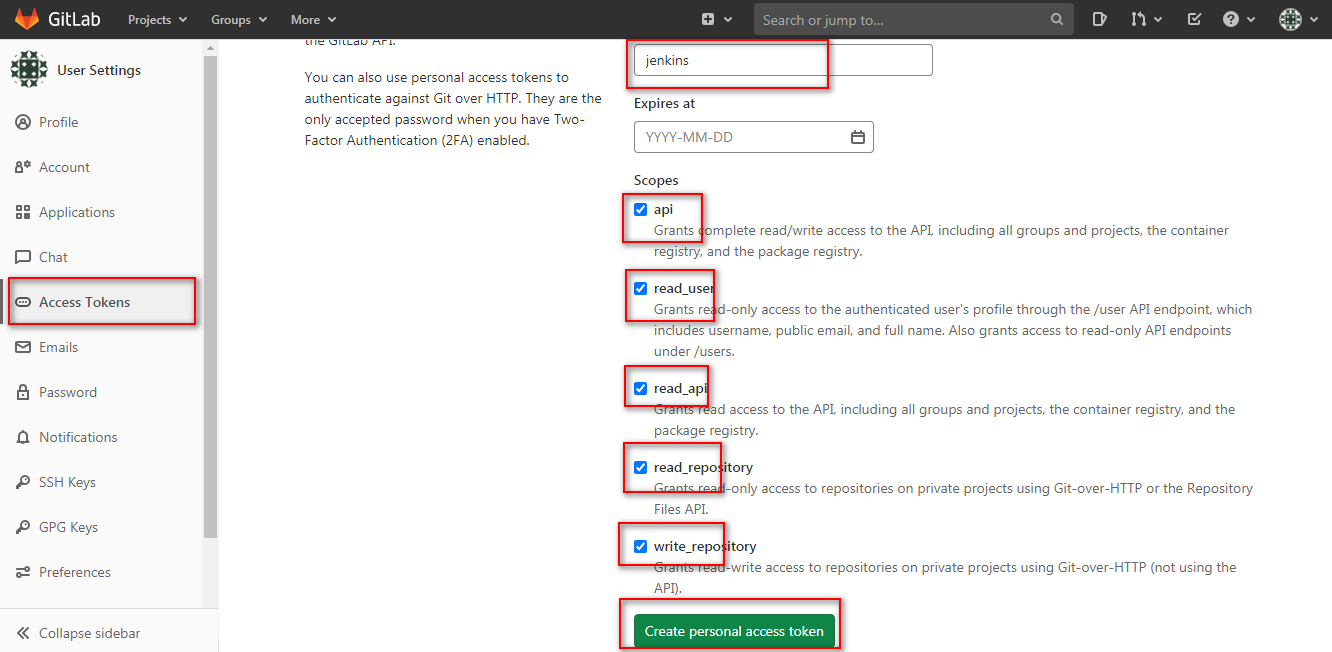 GitLab Projects Groups More Search or jump to...
User Settings
Profile
Account
Applications
Chat
Access Tokens
Emails
Password
Notifications
SSH Keys
GPG Keys
Preferences
Collapse sidebar
the GitLab API.
You can also use personal access tokens to
authenticate against Git over HTTP. They are the
only accepted password when you have Two-
Factor Authentication (2FA) enabled.
jenkins
Expires at
YYYY-MM-DD
Scopes
api
Grants complete read/write access to the API, including all groups and projects, the container
registry, and the package registry.
read_user
Grants read-only access to the authenticated user's profile through the /user API endpoint, which
includes username, public email, and full name. Also grants access to read-only API endpoints
under /users.
read_api
Grants read access to the API, including all groups and projects, the container registry, and the
package registry.
read_repository
Grants read-only access to repositories on private projects using Git-over-HTTP or the Repository
Files API.
write_repository
Grants read-write access to repositories on private projects using Git-over-HTTP (not using the
API).
Create personal access token